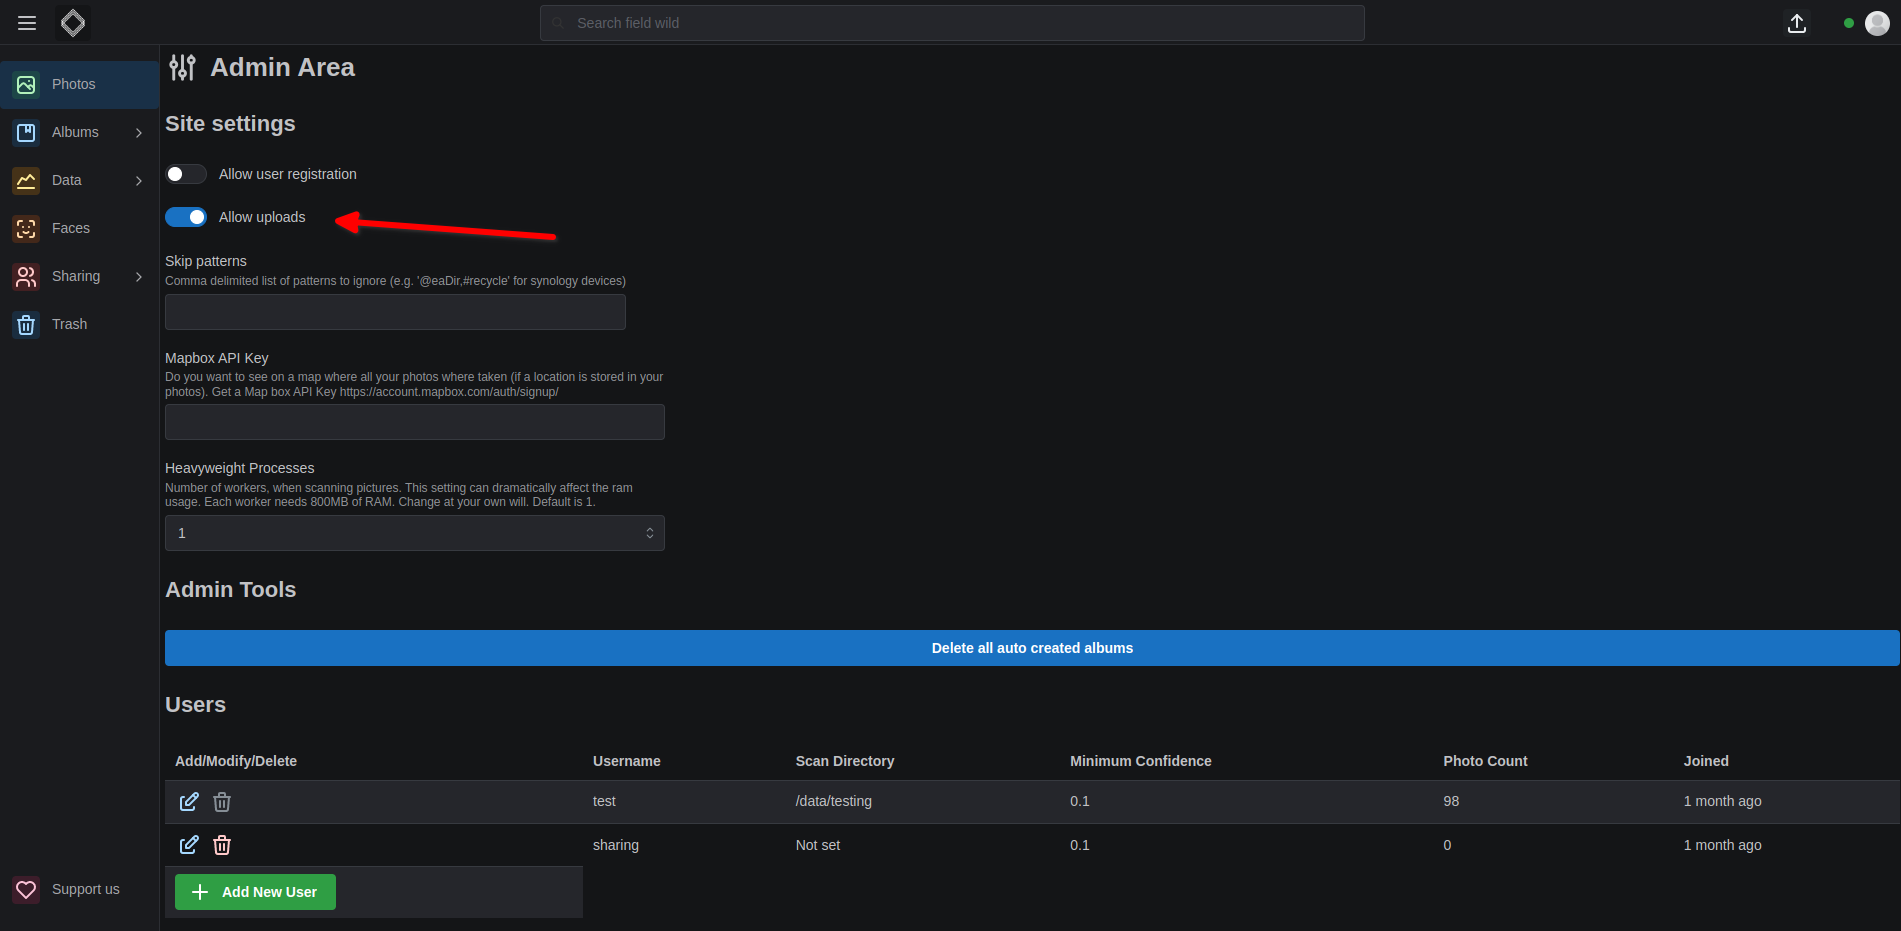 Search field wild
Photos
Albums
Data
Faces
Sharing
Trash
Support us
Admin Area
Site settings
Allow user registration
Allow uploads
Skip patterns
Comma delimited list of patterns to ignore (e.g. '@eaDir,#recycle' for synology devices)
Mapbox API Key
Do you want to see on a map where all your photos where taken (if a location is stored in your
photos). Get a Map box API Key https://account.mapbox.com/auth/signup/
Heavyweight Processes
Number of workers, when scanning pictures. This setting can dramatically affect the ram
usage. Each worker needs 800MB of RAM. Change at your own will. Default is 1.
1
Admin Tools
Delete all auto created albums
Users
Add/Modify/Delete Username Scan Directory Minimum Confidence Photo Count Joined
test /data/testing 0.1 98 1 month ago
sharing Not set 0.1 0 1 month ago
Add New User